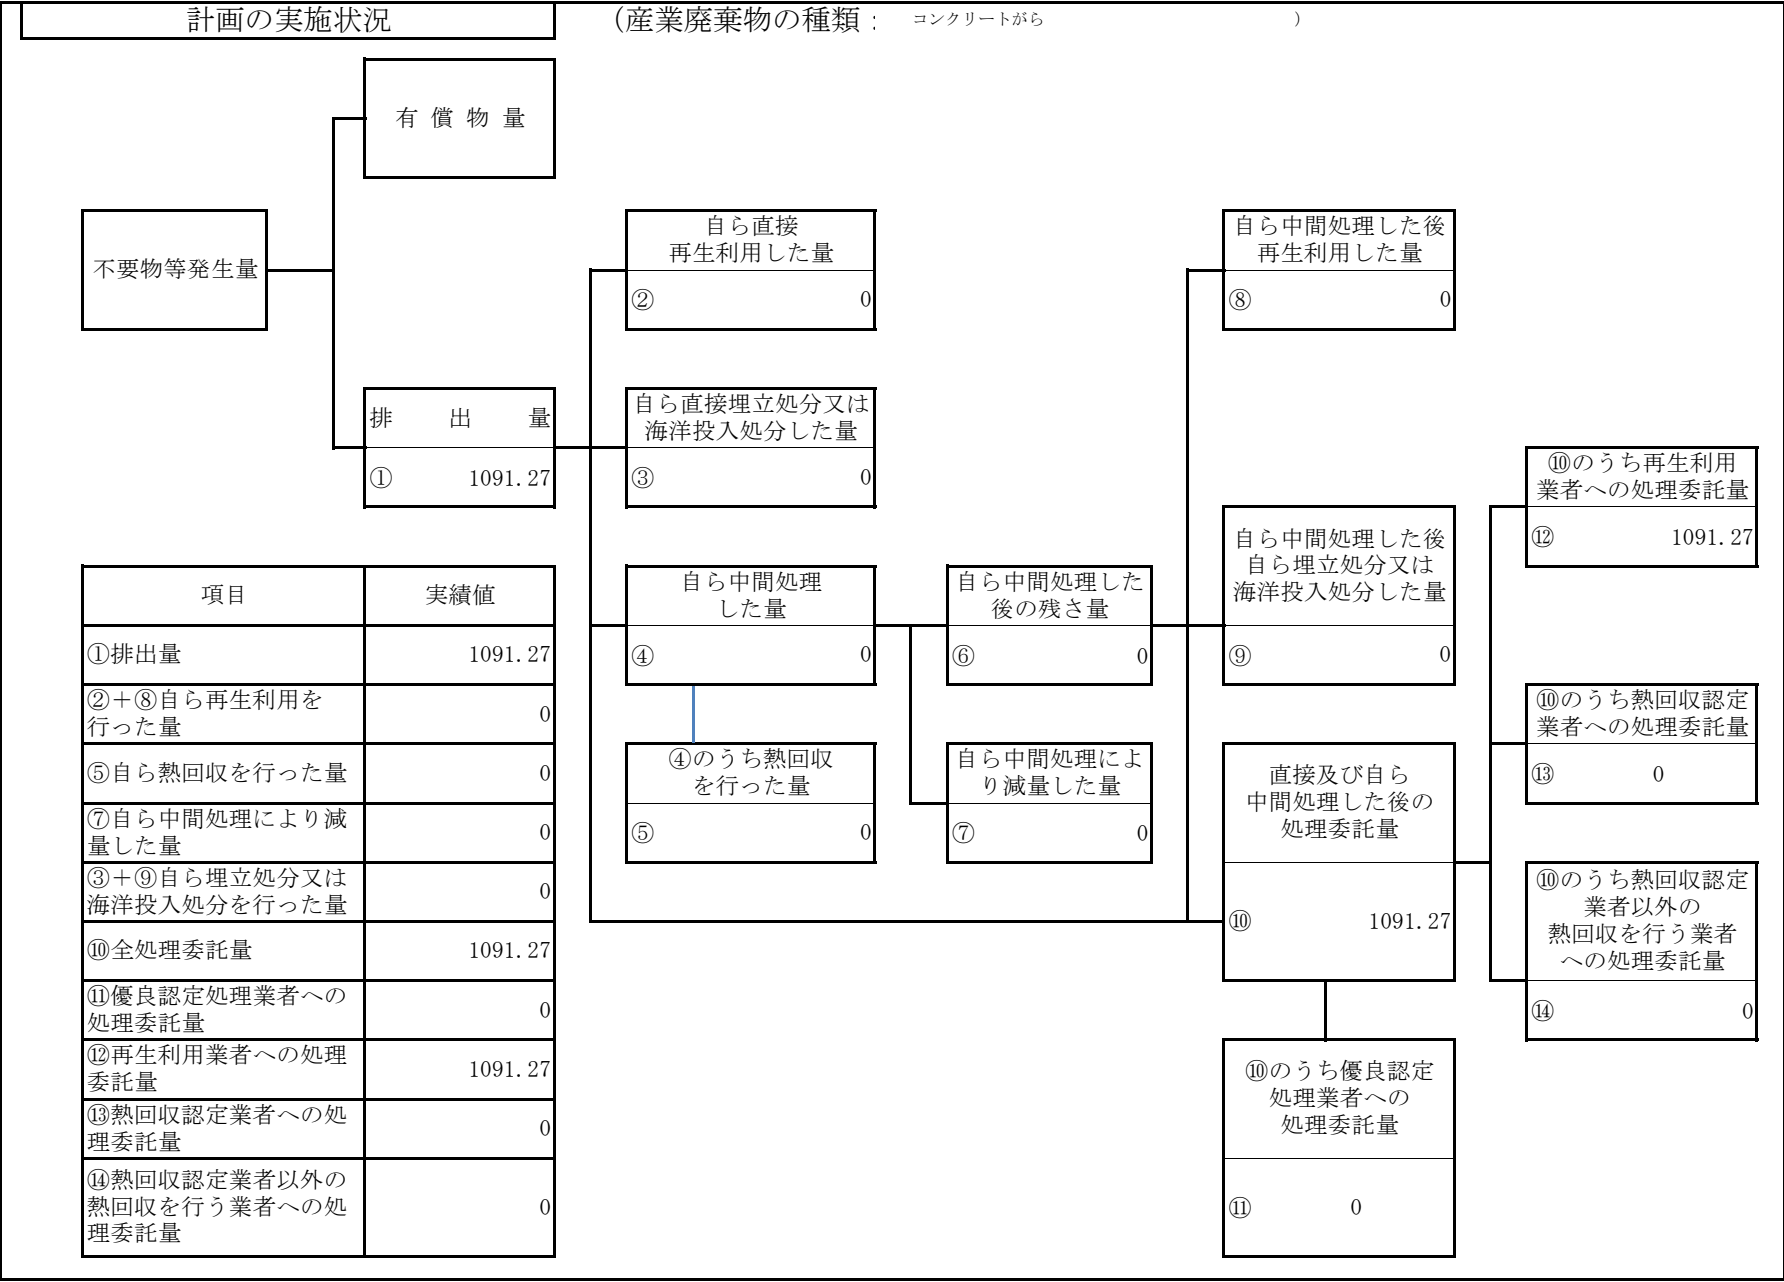 計画の実施状況
（産業廃棄物の種類： コンクリートがら ）
有 償 物 量
不要物等発生量
自ら直接
再生利用した量
② 0
自ら中間処理した後
再生利用した量
⑧ 0
排 出 量
① 1091.27
自ら直接埋立処分又は
海洋投入処分した量
③ 0
⑩のうち再生利用
業者への処理委託量
⑫ 1091.27
自ら中間処理した後
自ら埋立処分又は
海洋投入処分した量
⑨ 0
自ら中間処理
した量
④ 0
自ら中間処理した
後の残さ量
⑥ 0
④のうち熱回収
を行った量
⑤ 0
自ら中間処理によ
り減量した量
⑦ 0
直接及び自ら
中間処理した後の
処理委託量
⑩ 1091.27
⑩のうち熱回収認定
業者への処理委託量
⑬ 0
⑩のうち熱回収認定
業者以外の
熱回収を行う業者
への処理委託量
⑭ 0
⑩のうち優良認定
処理業者への
処理委託量
⑪ 0
項目 実績値
①排出量 1091.27
②＋⑧自ら再生利用を
行った量 0
⑤自ら熱回収を行った量 0
⑦自ら中間処理により減
量した量 0
③＋⑨自ら埋立処分又は
海洋投入処分を行った量 0
⑩全処理委託量 1091.27
⑪優良認定処理業者への
処理委託量 0
⑫再生利用業者への処理
委託量 1091.27
⑬熱回収認定業者への処
理委託量 0
⑭熱回収認定業者以外の
熱回収を行う業者への処
理委託量 0